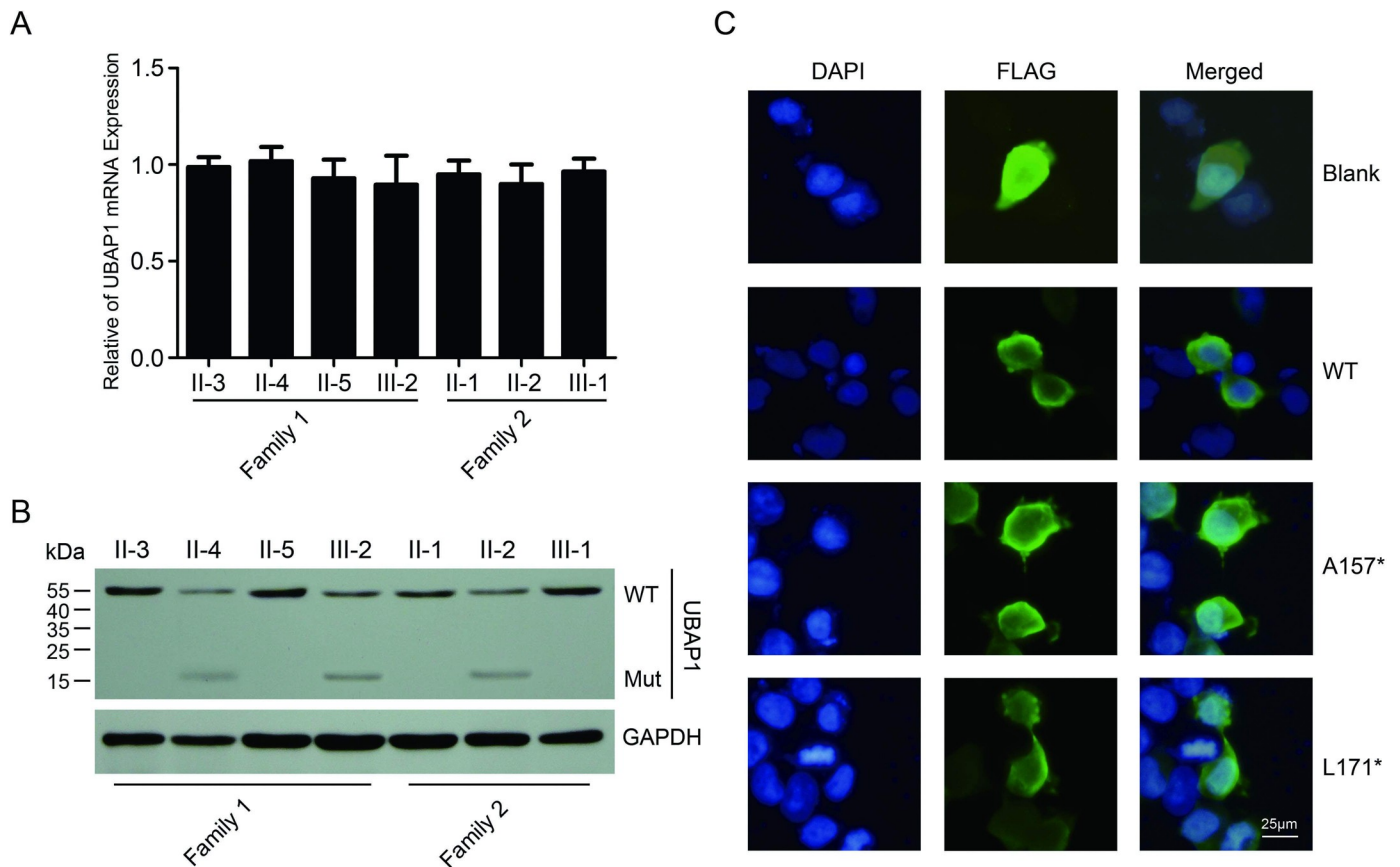 A
Relative of UBAP1 mRNA Expression
1.5
1.0
0.5
0.0
II-3 II-4 II-5 III-2 II-1 II-2 III-1
Family 1 Family 2
B
kDa II-3 II-4 II-5 III-2 II-1 II-2 III-1
55
40
35
25
15
WT
Mut
UBAP1
GAPDH
Family 1 Family 2
C
DAPI FLAG Merged
Blank
WT
A157*
L171*
25µm